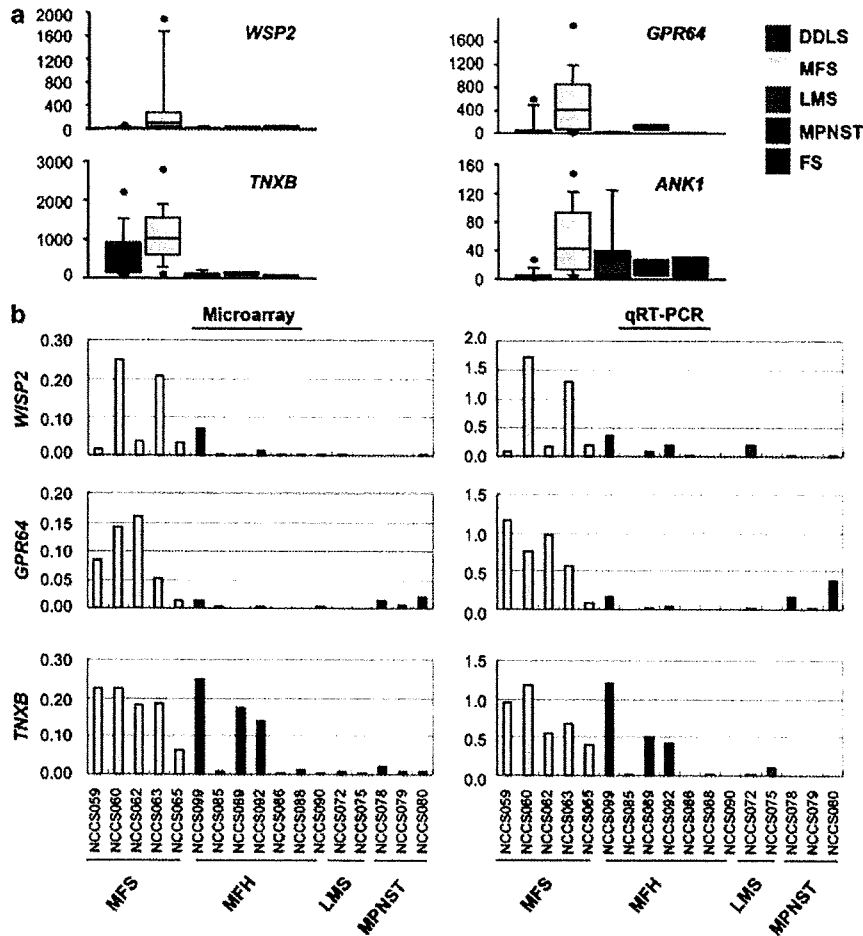 a
WSP2
2000
1600
1200
800
400
0
GPR64
1600
1200
800
400
0
DDLS
MFS
LMS
MPNST
FS
TNXB
3000
2000
1000
0
ANK1
160
120
80
40
0
b
Microarray
qRT-PCR
WISP2
0.30
0.20
0.10
0.00
2.0
1.5
1.0
0.5
0.0
GPR64
0.20
0.15
0.10
0.05
0.00
1.5
1.0
0.5
0.0
TNXB
0.30
0.20
0.10
0.00
1.5
1.0
0.5
0.0
NCCS059
NCCS060
NCCS062
NCCS063
NCCS065
NCCS099
NCCS085
NCCS089
NCCS092
NCCS086
NCCS088
NCCS090
NCCS072
NCCS075
NCCS078
NCCS079
NCCS080
NCCS059
NCCS060
NCCS062
NCCS063
NCCS065
NCCS099
NCCS085
NCCS089
NCCS092
NCCS086
NCCS088
NCCS090
NCCS072
NCCS075
NCCS078
NCCS079
NCCS080
MFS
MFH
LMS
MPNST
MFS
MFH
LMS
MPNST